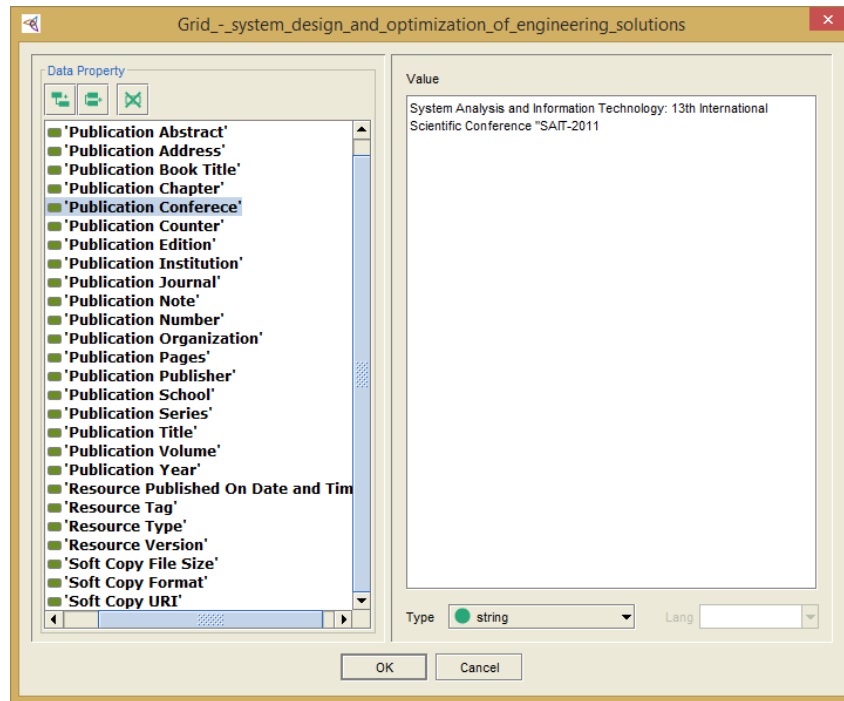 Grid_-_system_design_and_optimization_of_engineering_solutions
Data Property
'Publication Abstract'
'Publication Address'
'Publication Book Title'
'Publication Chapter'
'Publication Conferece'
'Publication Counter'
'Publication Edition'
'Publication Institution'
'Publication Journal'
'Publication Note'
'Publication Number'
'Publication Organization'
'Publication Pages'
'Publication Publisher'
'Publication School'
'Publication Series'
'Publication Title'
'Publication Volume'
'Publication Year'
'Resource Published On Date and Tim
'Resource Tag'
'Resource Type'
'Resource Version'
'Soft Copy File Size'
'Soft Copy Format'
'Soft Copy URI'
Value
System Analysis and Information Technology: 13th International
Scientific Conference "SAIT-2011
Type string Lang
OK Cancel